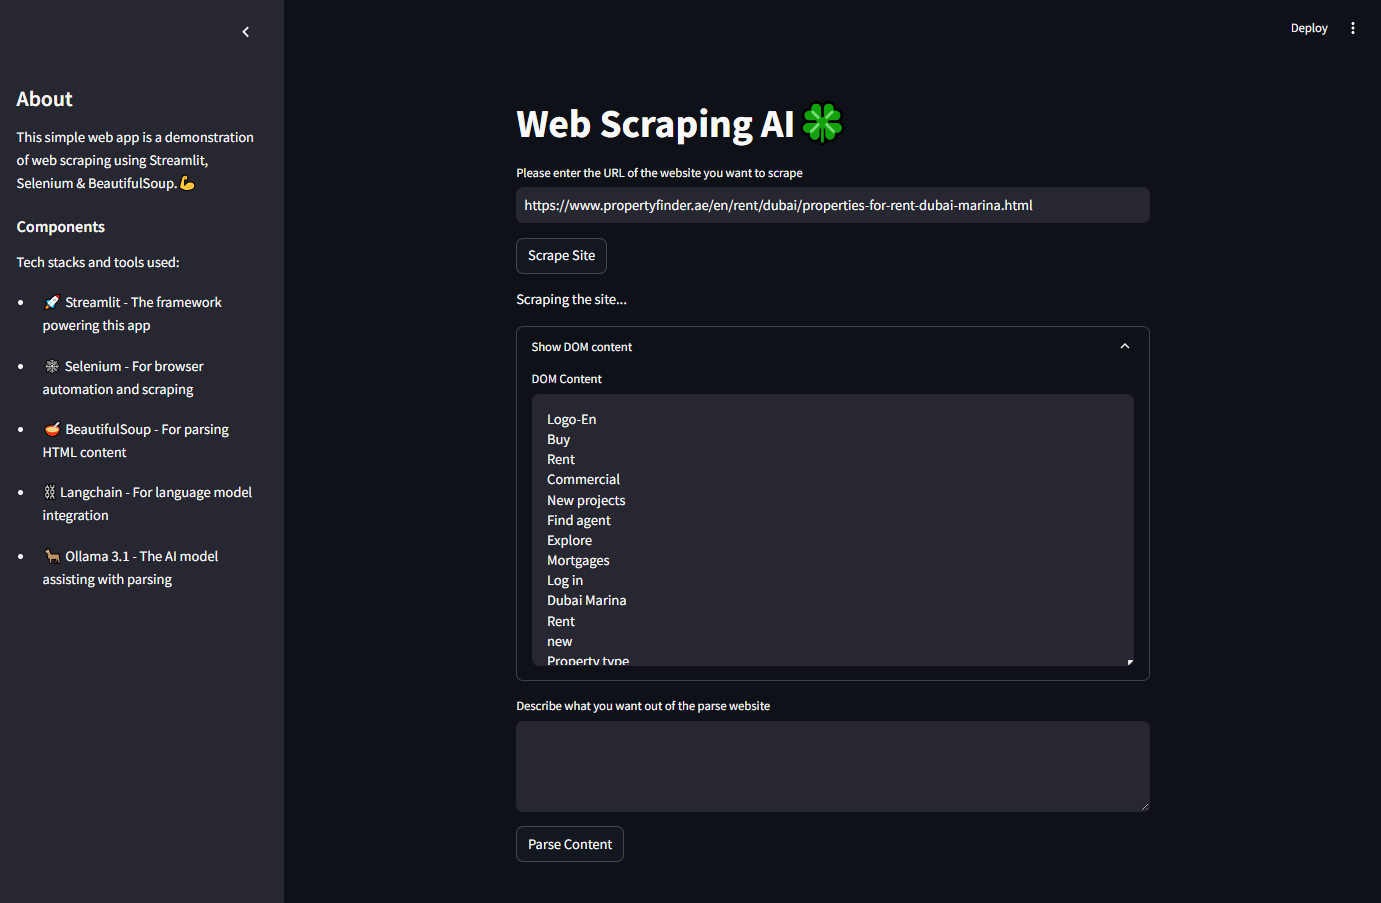 Deploy
About
This simple web app is a demonstration
of web scraping using Streamlit,
Selenium & BeautifulSoup.💪
Components
Tech stacks and tools used:
• 🚀 Streamlit - The framework
powering this app
• 🕸️ Selenium - For browser
automation and scraping
• 🍲 BeautifulSoup - For parsing
HTML content
• ⛓️ Langchain - For language model
integration
• 🐐 Ollama 3.1 - The AI model
assisting with parsing
Web Scraping AI🍀
Please enter the URL of the website you want to scrape
https://www.propertyfinder.ae/en/rent/dubai/properties-for-rent-dubai-marina.html
Scrape Site
Scraping the site...
Show DOM content
DOM Content
Logo-En
Buy
Rent
Commercial
New projects
Find agent
Explore
Mortgages
Log in
Dubai Marina
Rent
new
Property type
Describe what you want out of the parse website
Parse Content